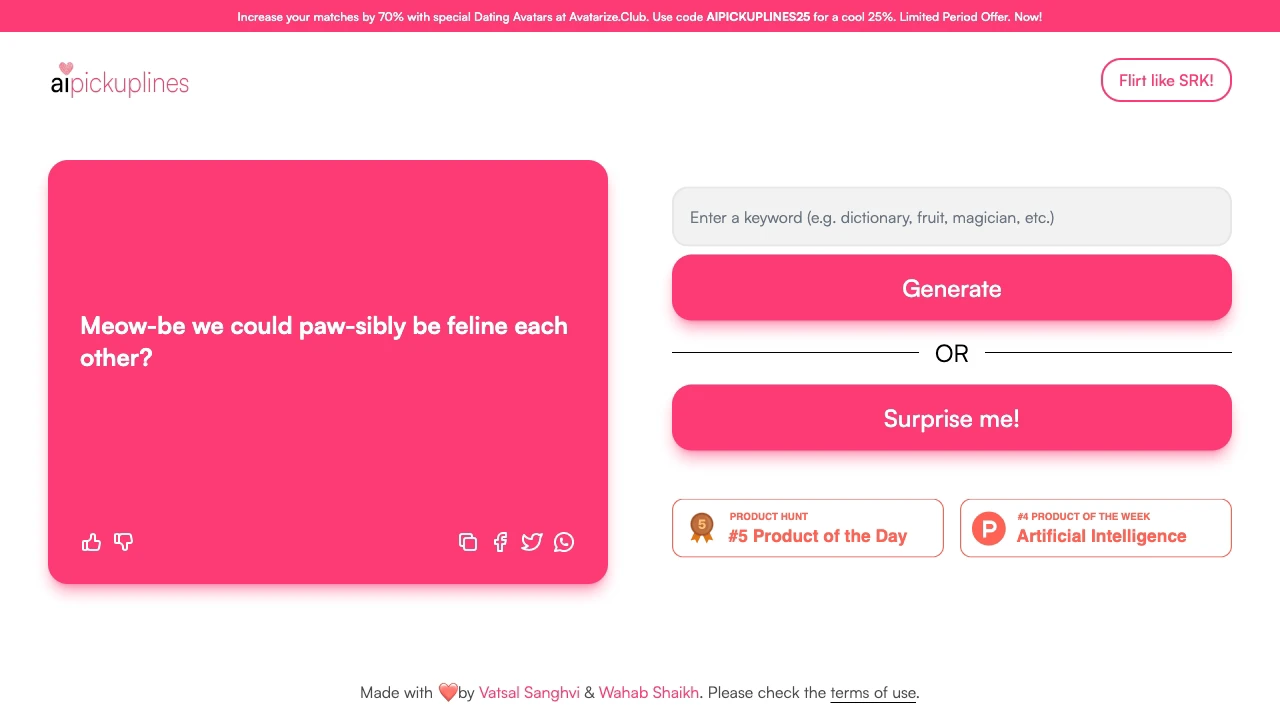 Increase your matches by 70% with special Dating Avatars at Avatarize.Club. Use code AIPICKUPLINES25 for a cool 25%. Limited Period Offer. Now!
aipickuplines
Flirt like SRK!
Meow-be we could paw-sibly be feline each
other?
Enter a keyword (e.g. dictionary, fruit, magician, etc.)
Generate
OR
Surprise me!
5
PRODUCT HUNT
#5 Product of the Day
P
#4 PRODUCT OF THE WEEK
Artificial Intelligence
Made with ❤️by Vatsal Sanghvi & Wahab Shaikh. Please check the terms of use.